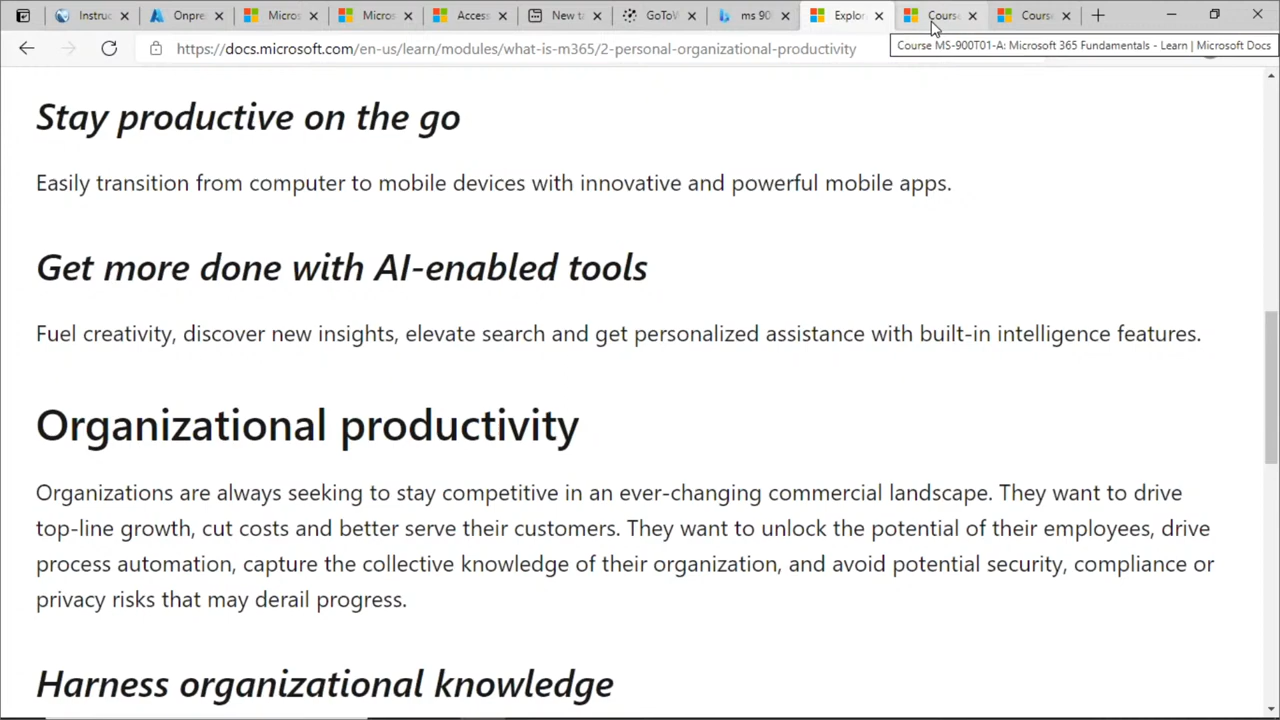 Instruc
Onpre
Micros
Micros
Access
New ta
GoToW
ms 90
Explor
Course
Course
https://docs.microsoft.com/en-us/learn/modules/what-is-m365/2-personal-organizational-productivity
Course MS-900T01-A: Microsoft 365 Fundamentals - Learn | Microsoft Docs
Stay productive on the go
Easily transition from computer to mobile devices with innovative and powerful mobile apps.
Get more done with AI-enabled tools
Fuel creativity, discover new insights, elevate search and get personalized assistance with built-in intelligence features.
Organizational productivity
Organizations are always seeking to stay competitive in an ever-changing commercial landscape. They want to drive
top-line growth, cut costs and better serve their customers. They want to unlock the potential of their employees, drive
process automation, capture the collective knowledge of their organization, and avoid potential security, compliance or
privacy risks that may derail progress.
Harness organizational knowledge